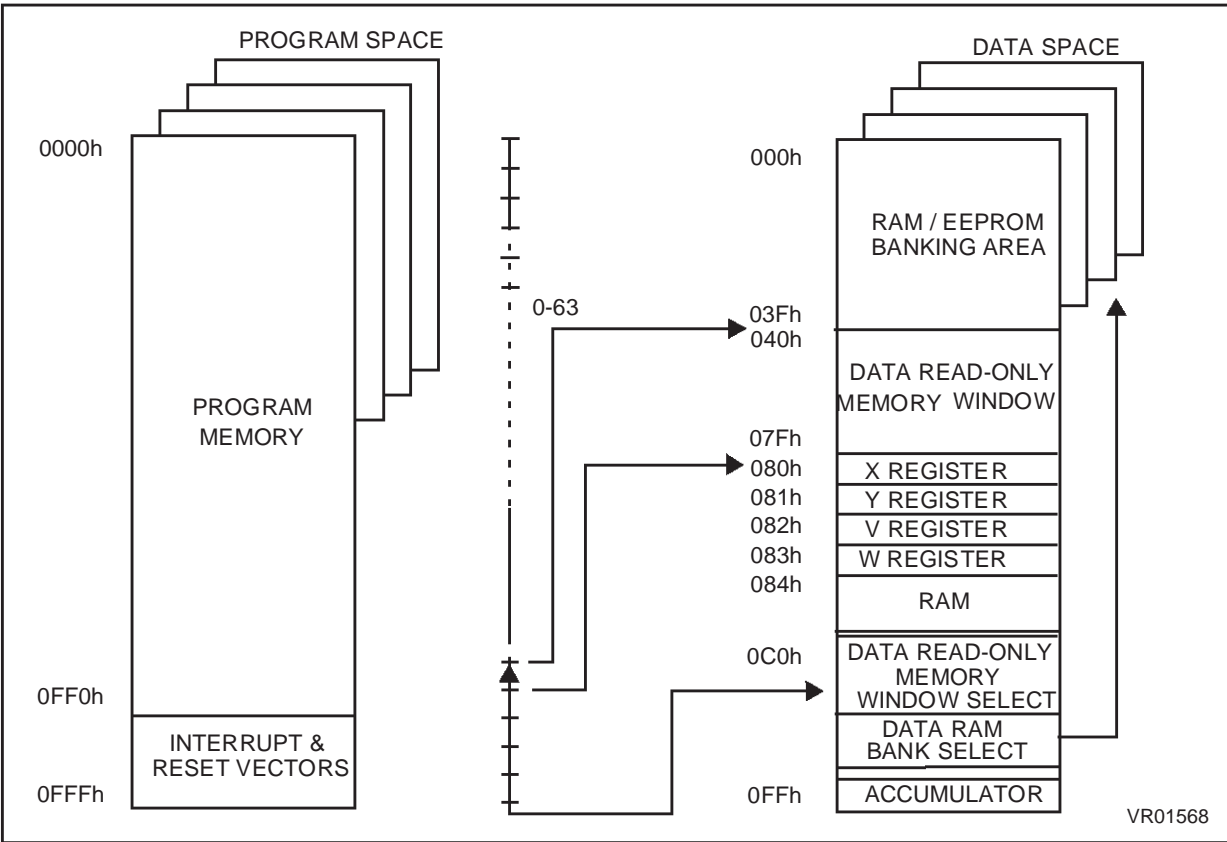 PROGRAM SPACE
0000h
PROGRAM
MEMORY
0FF0h
INTERRUPT &
RESET VECTORS
0FFFh
0-63
DATA SPACE
000h
RAM / EEPROM
BANKING AREA
03Fh
040h
DATA READ-ONLY
MEMORY WINDOW
07Fh
080h
X REGISTER
081h
Y REGISTER
082h
V REGISTER
083h
W REGISTER
084h
RAM
0C0h
DATA READ-ONLY
MEMORY
WINDOW SELECT
DATA RAM
BANK SELECT
0FFh
ACCUMULATOR
VR01568